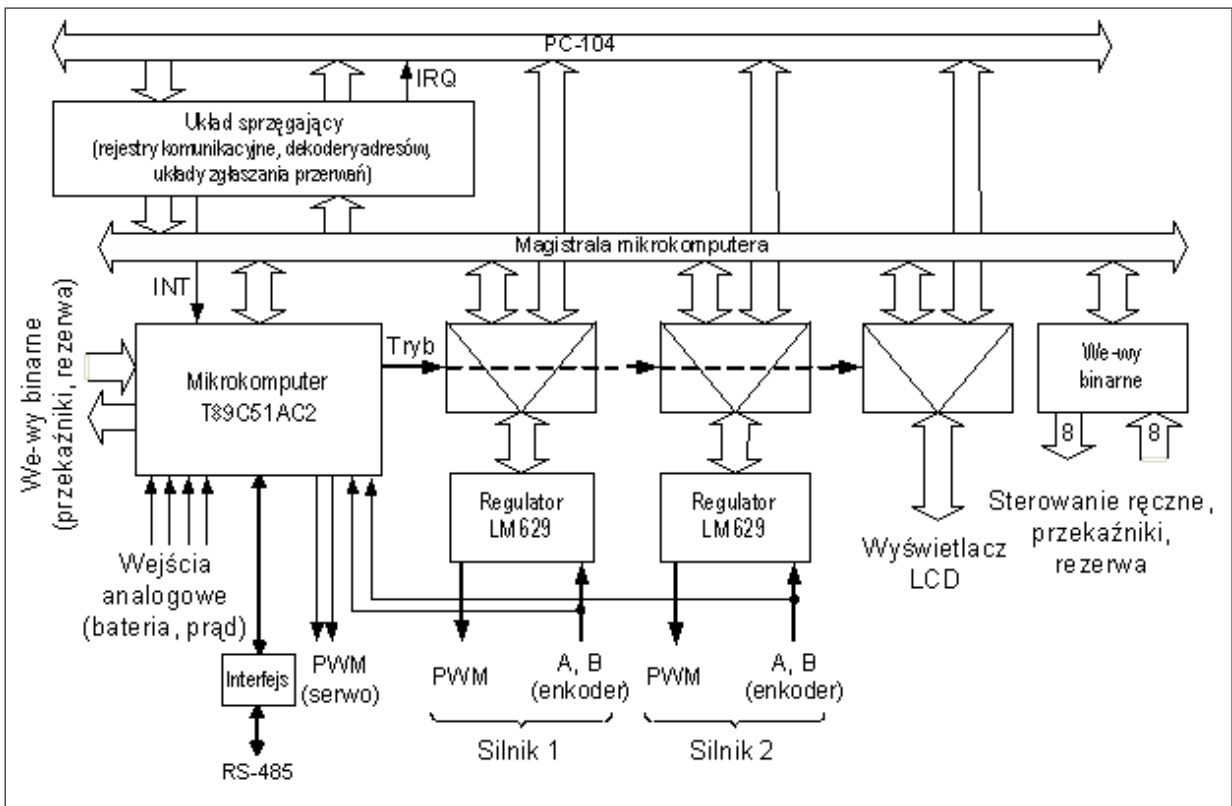 PC-104
IRQ
Układ sprzęgający
(rejestry komunikacyjne, dekodery adresów,
układy zgłaszania przerwań)
Magistrala mikrokomputera
INT
We-wy binarne
(przekaźniki, rezerwa)
Mikrokomputer
T89C51AC2
Tryb
We-wy
binarne
8
8
Regulator
LM629
Regulator
LM629
Sterowanie ręczne,
przekaźniki,
rezerwa
Wyświetlacz
LCD
Wejścia
analogowe
(bateria, prąd)
Interfejs
PWM
(serwo)
PWM
A, B
(enkoder)
PWM
A, B
(enkoder)
Silnik 1
Silnik 2
RS-485